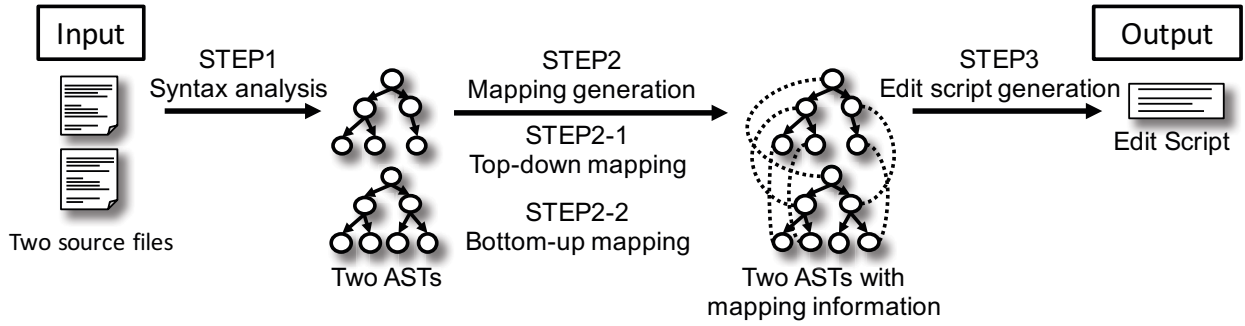 Input
Two source files
STEP1
Syntax analysis
Two ASTs
STEP2
Mapping generation
STEP2-1
Top-down mapping
STEP2-2
Bottom-up mapping
Two ASTs with
mapping information
STEP3
Edit script generation
Output
Edit Script